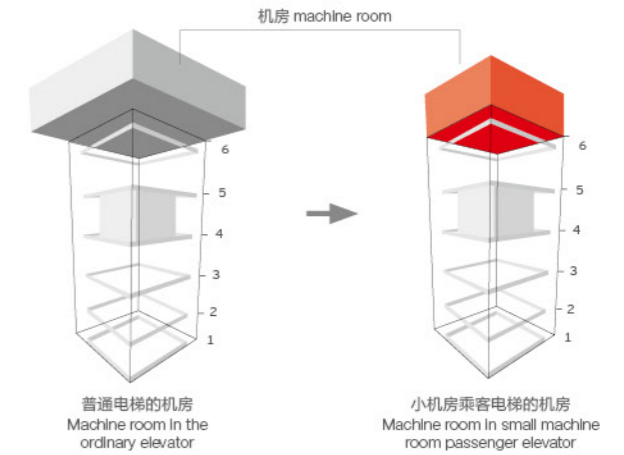 机房 machine room
6
5
4
3
2
1
6
5
4
3
2
1
普通电梯的机房
Machine room in the
ordinary elevator
小机房乘客电梯的机房
Machine room in small machine
room passenger elevator